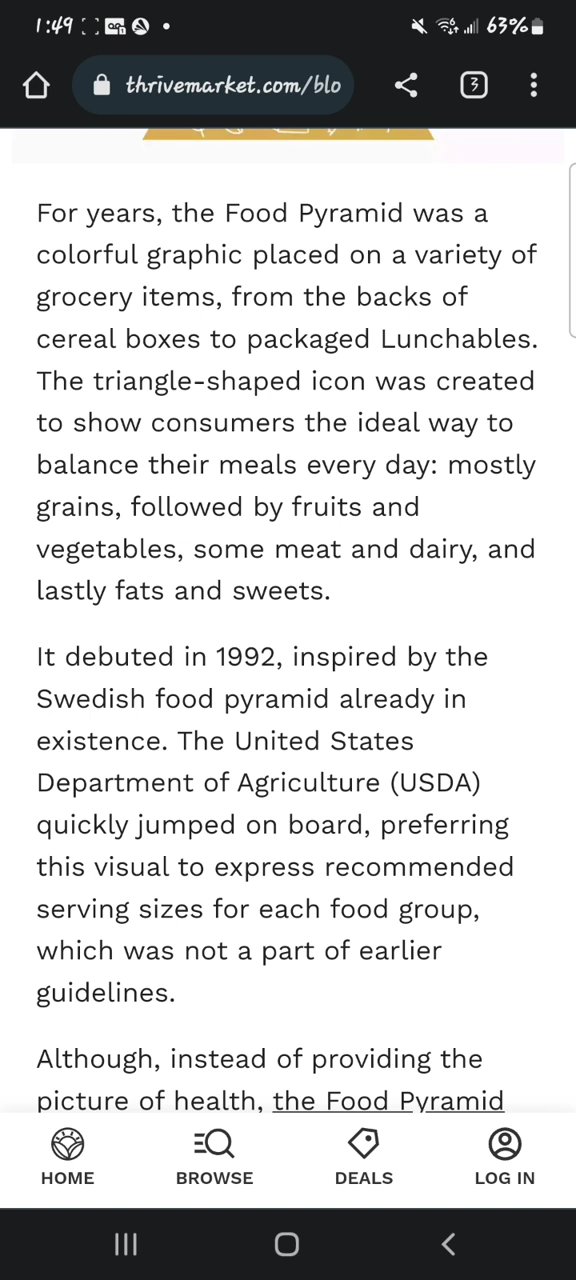 1:49
63%
thrivemarket.com/blo
3
For years, the Food Pyramid was a
colorful graphic placed on a variety of
grocery items, from the backs of
cereal boxes to packaged Lunchables.
The triangle-shaped icon was created
to show consumers the ideal way to
balance their meals every day: mostly
grains, followed by fruits and
vegetables, some meat and dairy, and
lastly fats and sweets.
It debuted in 1992, inspired by the
Swedish food pyramid already in
existence. The United States
Department of Agriculture (USDA)
quickly jumped on board, preferring
this visual to express recommended
serving sizes for each food group,
which was not a part of earlier
guidelines.
Although, instead of providing the
picture of health, the Food Pyramid
HOME BROWSE DEALS LOG IN